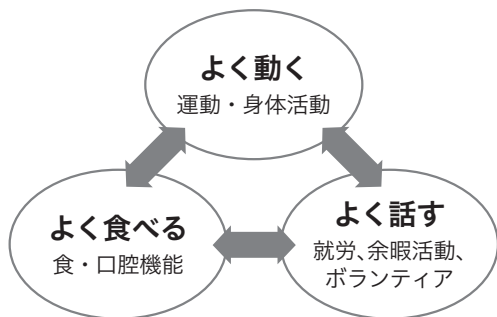 よく動く
運動・身体活動
よく食べる
食・口腔機能
よく話す
就労、余暇活動、
ボランティア